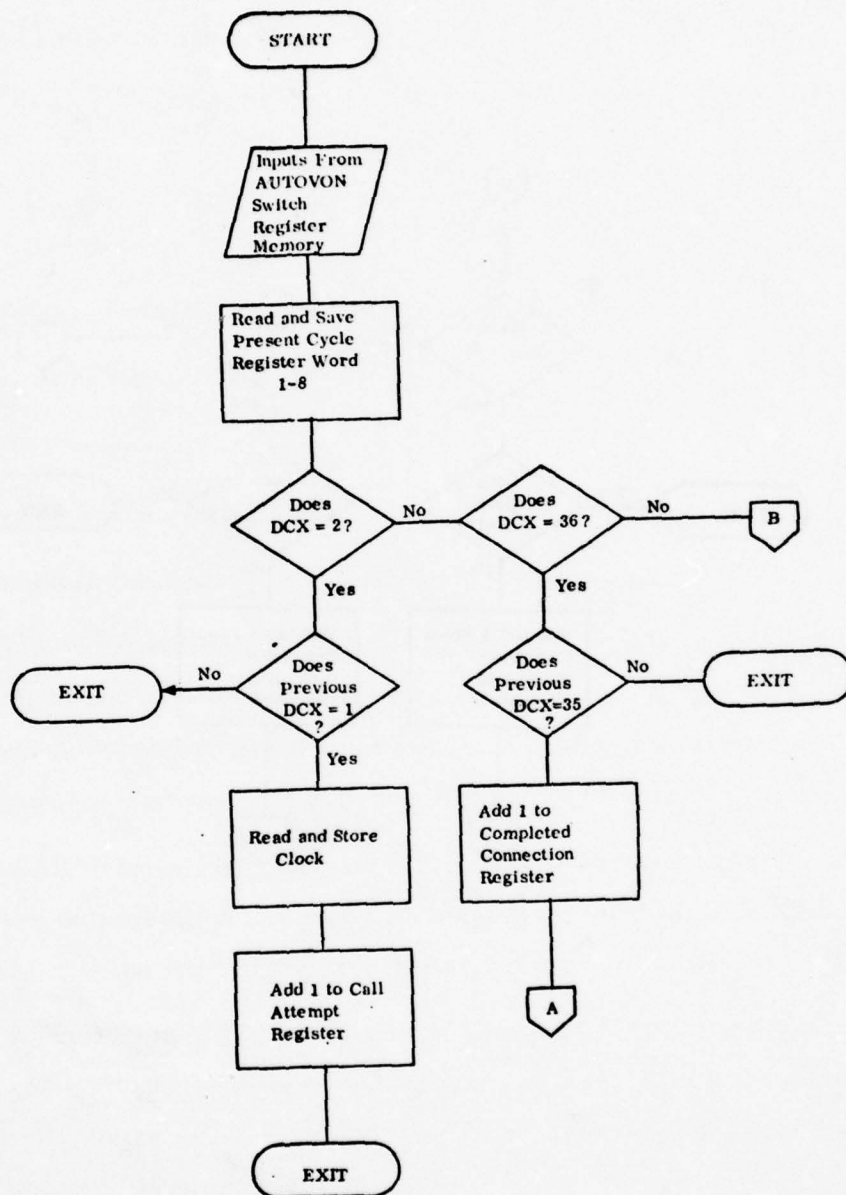 START
Inputs From
AUTOVON
Switch
Register
Memory
Read and Save
Present Cycle
Register Word
1-8
Does
DCX = 2?
No
Does
DCX = 36?
No
B
Yes
Yes
EXIT
No
Does
Previous
DCX = 1
?
Does
Previous
DCX=35
?
No
EXIT
Yes
Read and Store
Clock
Add 1 to
Completed
Connection
Register
Add 1 to Call
Attempt
Register
A
EXIT